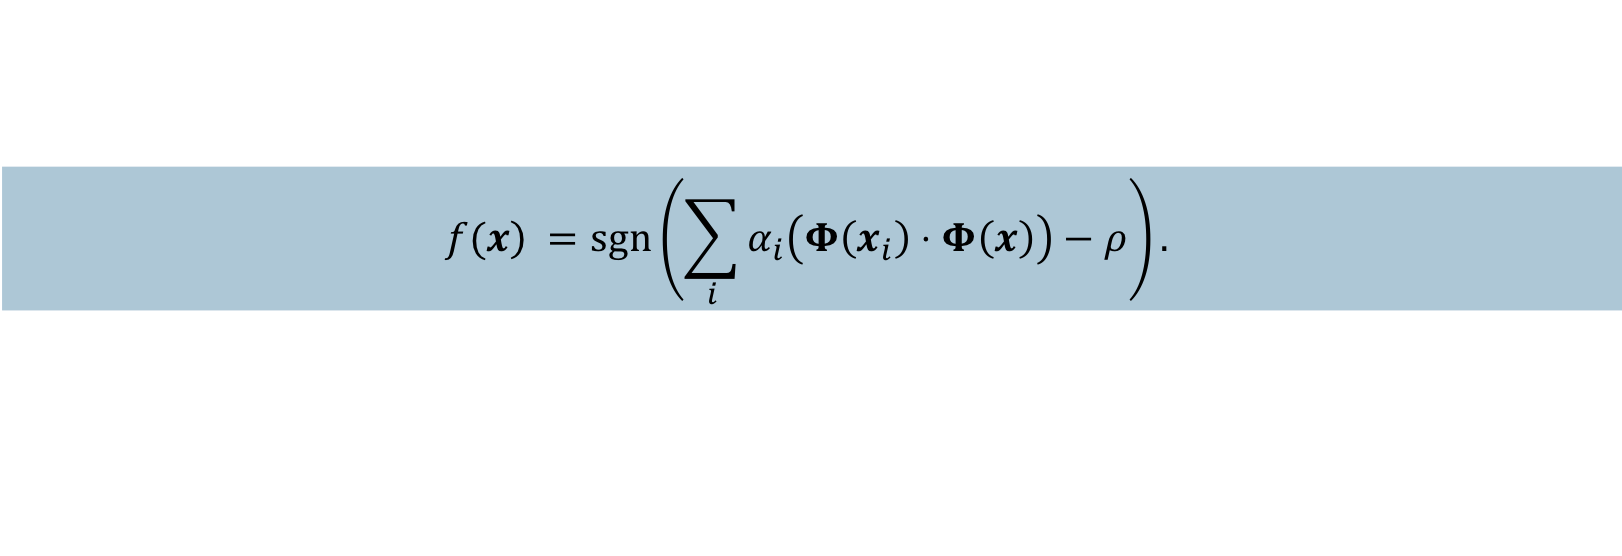 f(x) = sgn(∑ᵢ αᵢ(Φ(xᵢ) · Φ(x)) − ρ).